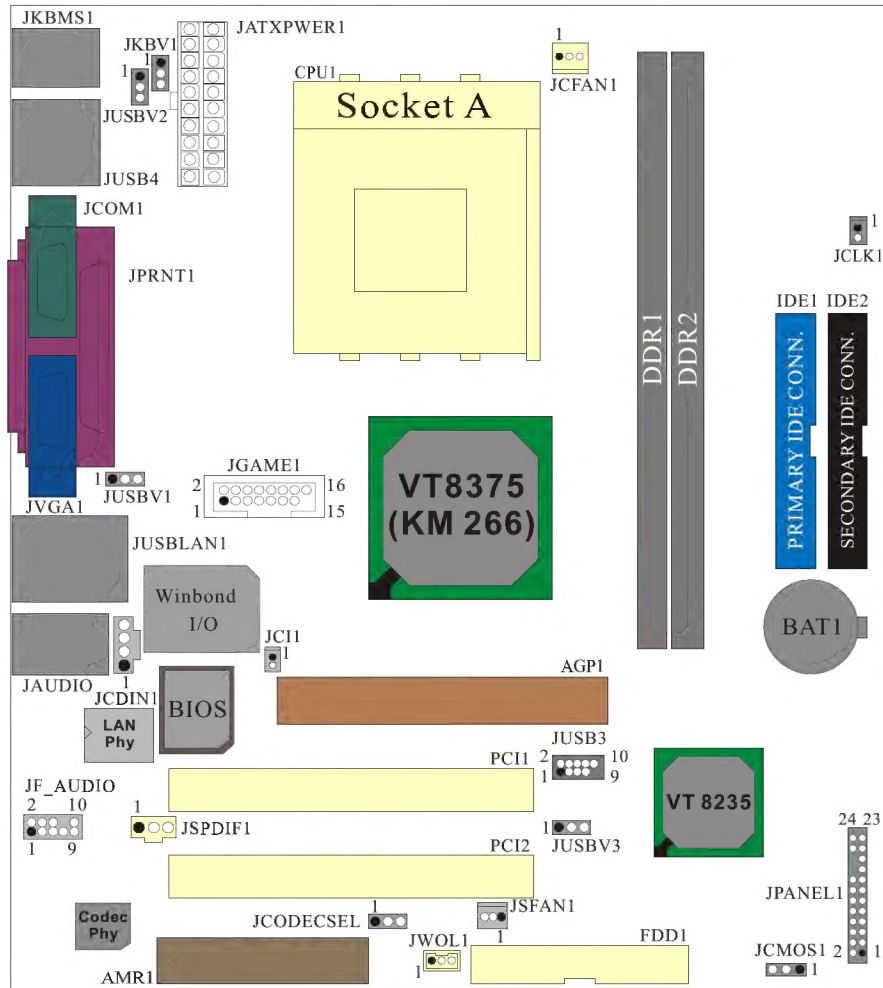 JKBMS1
JKBV1
1
1
JUSBV2
JATXPWER1
JUSB4
CPU1
Socket A
1
JCFAN1
JCOM1
JPRNT1
DDR1
DDR2
1
JCLK1
IDE1 IDE2
PRIMARY IDE CONN.
SECONDARY IDE CONN.
1
JUSBV1
JVGA1
JGAME1
2 16
1 15
VT8375
(KM 266)
JUSBLAN1
Winbond
I/O
JCI1
1
BAT1
JAUDIO
1
JCDIN1
LAN
Phy
BIOS
AGP1
JUSB3
2 10
1 9
PCI1
VT 8235
JF_AUDIO
2 10
1 9
1
JSPDIF1
1
JUSBV3
PCI2
24 23
JPANEL1
2 1
Codec
Phy
JCODECSEL
1
JSFAN1
1
JWOL1
1
FDD1
JCMOS1
1
AMR1